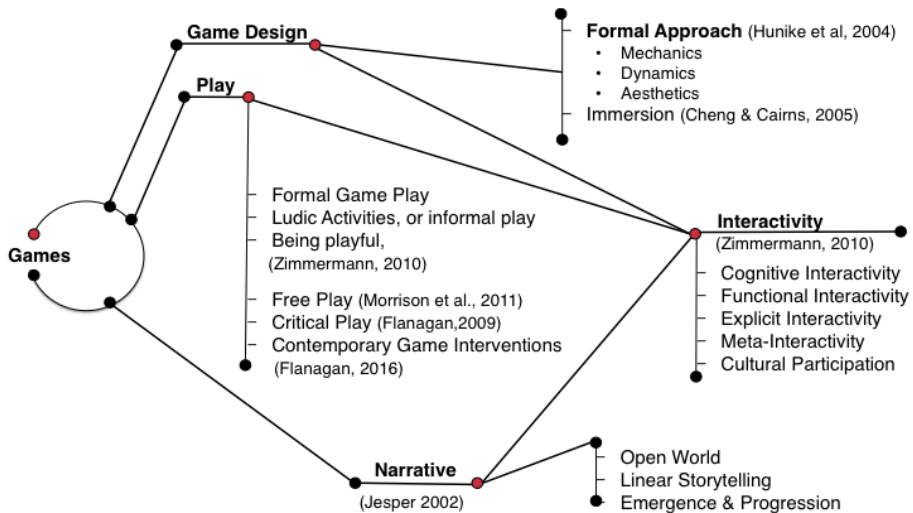 Game Design
Formal Approach (Hunike et al, 2004)
• Mechanics
• Dynamics
• Aesthetics
Immersion (Cheng & Cairns, 2005)
Play
Formal Game Play
Ludic Activities, or informal play
Being playful,
(Zimmermann, 2010)
Free Play (Morrison et al., 2011)
Critical Play (Flanagan,2009)
Contemporary Game Interventions
(Flanagan, 2016)
Games
Interactivity
(Zimmermann, 2010)
Cognitive Interactivity
Functional Interactivity
Explicit Interactivity
Meta-Interactivity
Cultural Participation
Narrative
(Jesper 2002)
Open World
Linear Storytelling
Emergence & Progression